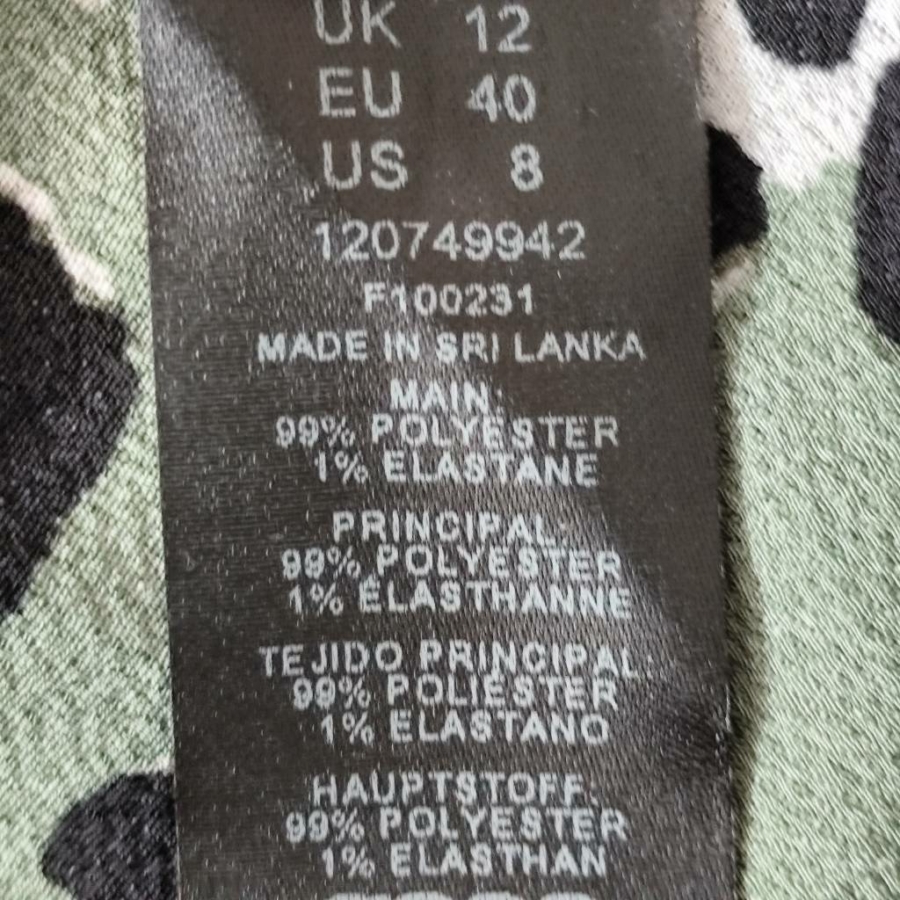 UK 12
EU 40
US 8
120749942
F100231
MADE IN SRI LANKA
MAIN:
99% POLYESTER
1% ELASTANE
PRINCIPAL:
99% POLYESTER
1% ÉLASTHANNE
TEJIDO PRINCIPAL:
99% POLIÉSTER
1% ELASTANO
HAUPTSTOFF:
99% POLYESTER
1% ELASTHAN